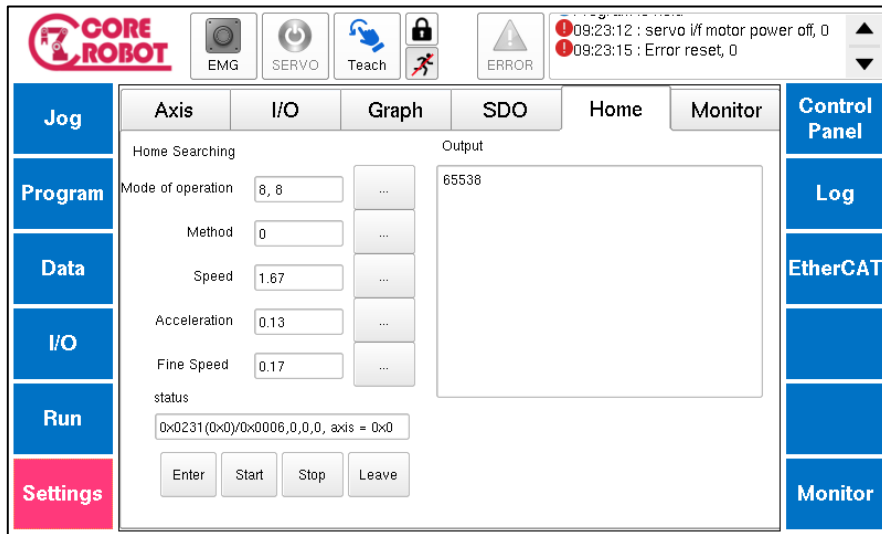 CORE
ROBOT
EMG
SERVO
Teach
ERROR
09:23:12 : servo i/f motor power off, 0
09:23:15 : Error reset, 0
Jog
Program
Data
I/O
Run
Settings
Axis
I/O
Graph
SDO
Home
Monitor
Home Searching
Mode of operation
8, 8
...
Method
0
...
Speed
1.67
...
Acceleration
0.13
...
Fine Speed
0.17
...
status
0x0231(0x0)/0x0006,0,0,0, axis = 0x0
Enter
Start
Stop
Leave
Output
65538
Control
Panel
Log
EtherCAT
Monitor